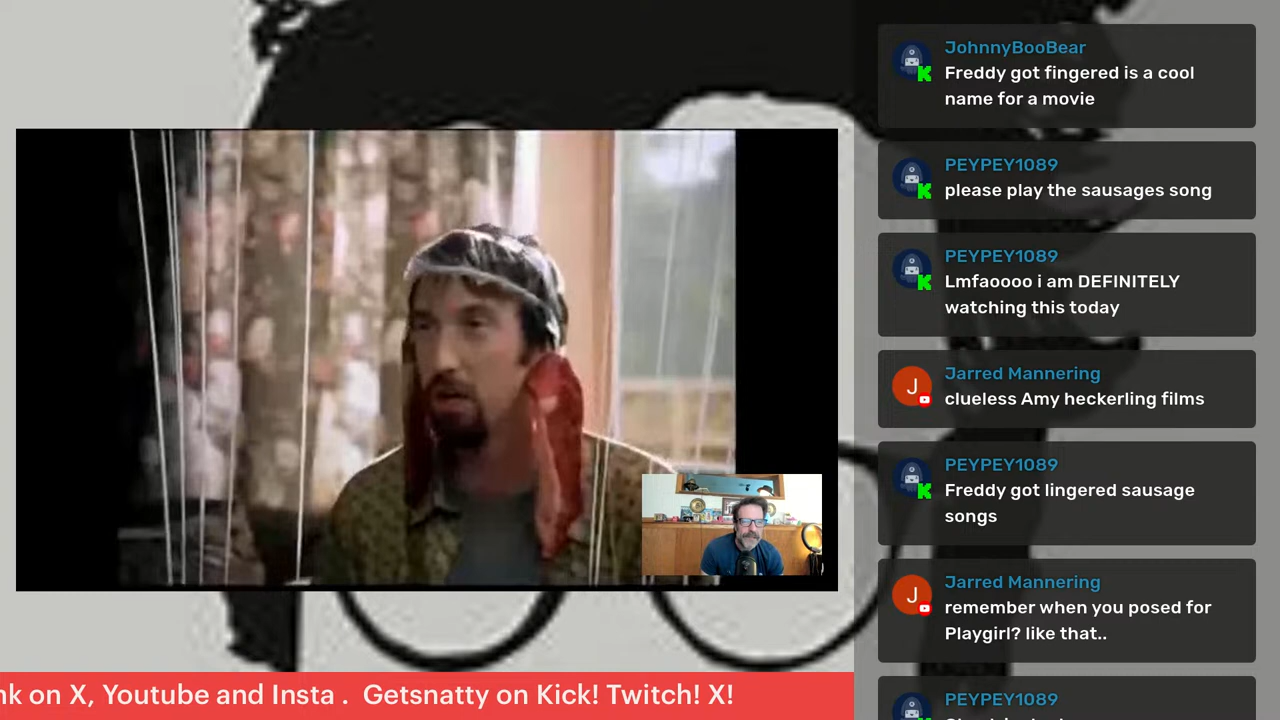 JohnnyBooBear
Freddy got fingered is a cool
name for a movie
PEYPEY1089
please play the sausages song
PEYPEY1089
Lmfaoooo i am DEFINITELY
watching this today
Jarred Mannering
clueless Amy heckerling films
PEYPEY1089
Freddy got lingered sausage
songs
Jarred Mannering
remember when you posed for
Playgirl? like that..
PEYPEY1089
on X, Youtube and Insta . Getsnatty on Kick! Twitch! X!